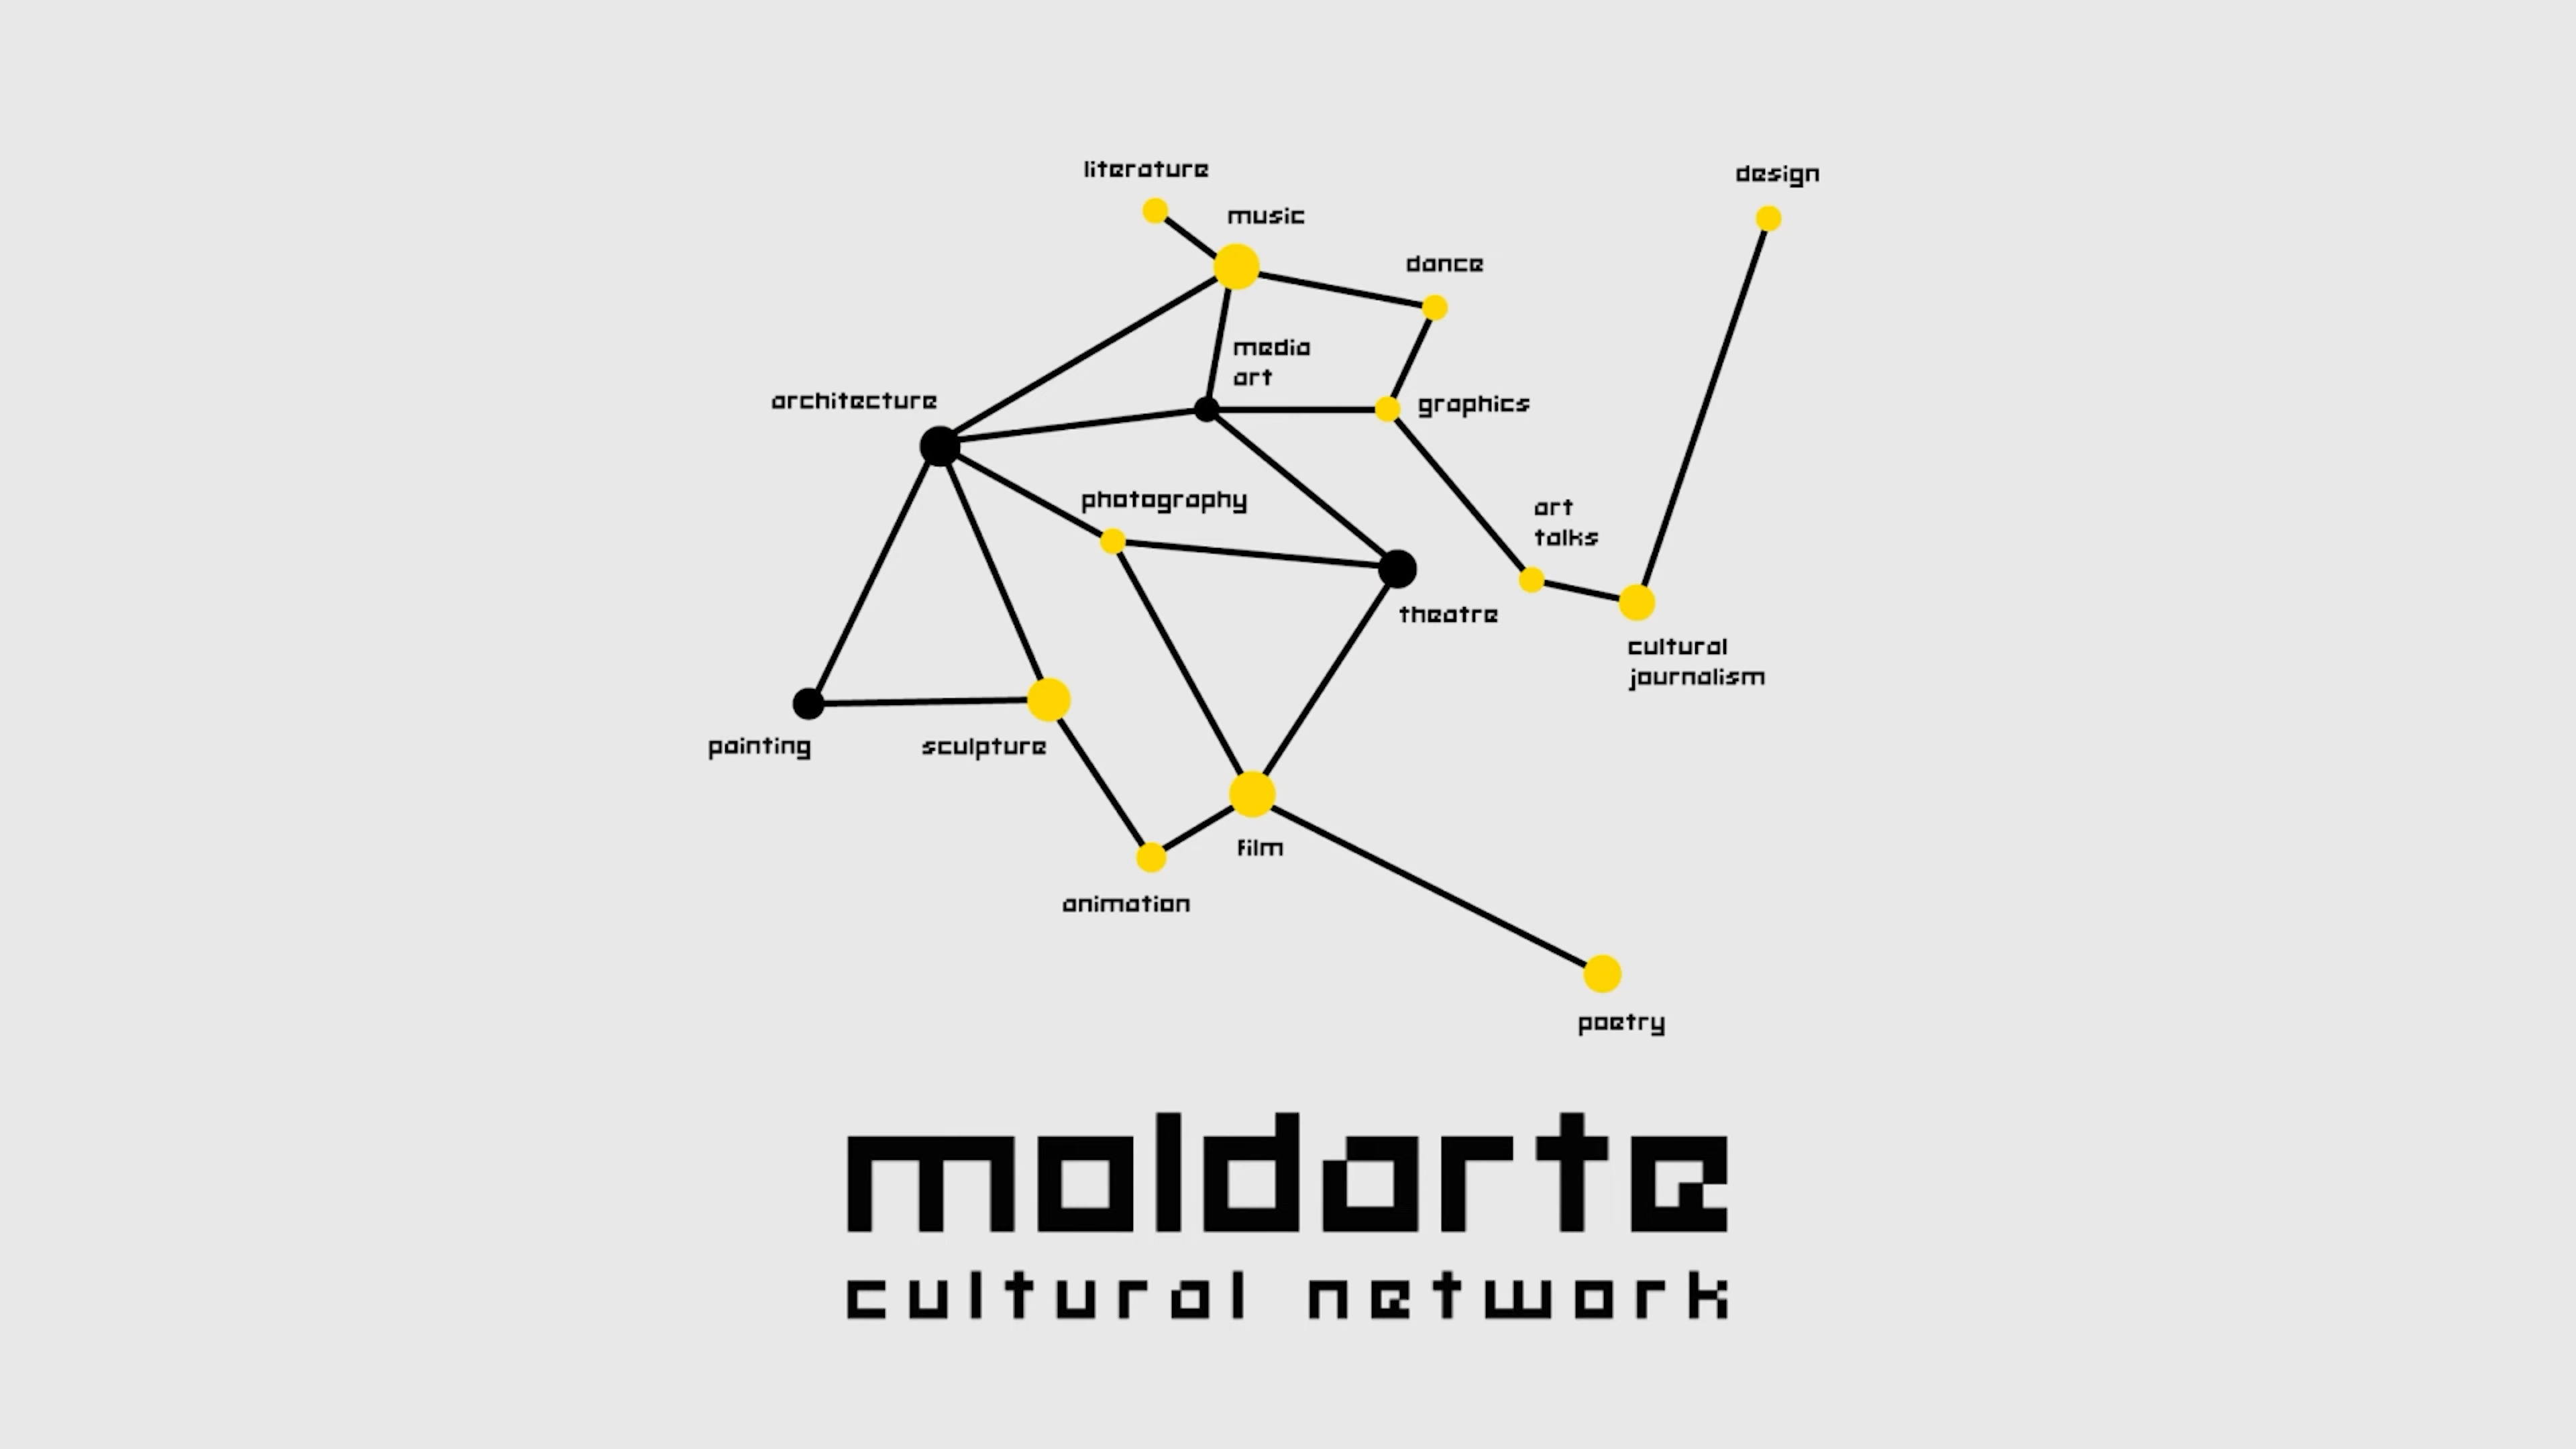 literature
design
music
dance
media
art
architecture
graphics
photography
art
talks
theatre
cultural
journalism
painting
sculpture
film
animation
poetry
moldarte
cultural network